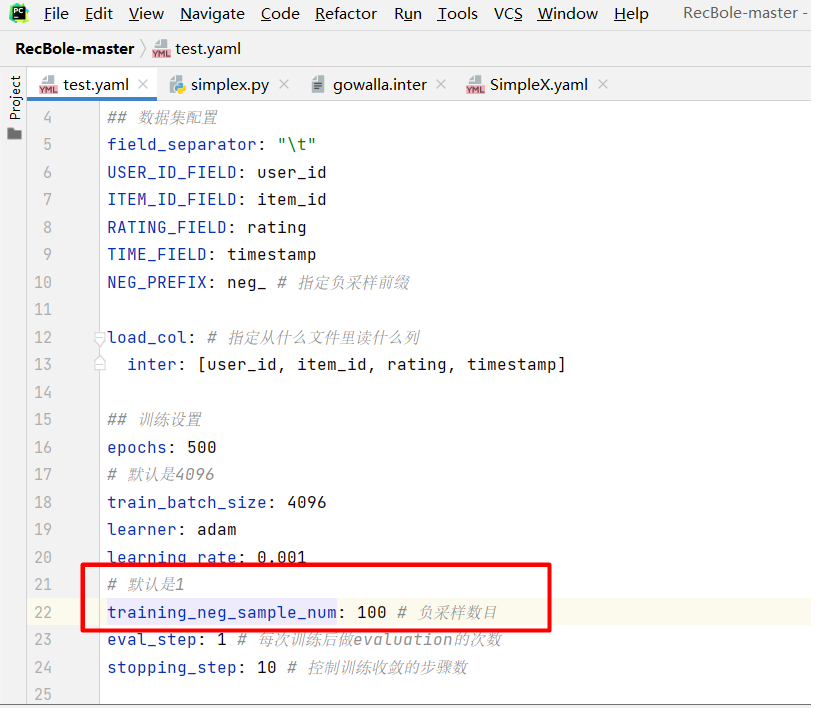 PC File Edit View Navigate Code Refactor Run Tools VCS Window Help RecBole-master -
RecBole-master YML test.yaml
YML test.yaml simplex.py gowalla.inter YML SimpleX.yaml
Project
4 ## 数据集配置
5 field_separator: "\t"
6 USER_ID_FIELD: user_id
7 ITEM_ID_FIELD: item_id
8 RATING_FIELD: rating
9 TIME_FIELD: timestamp
10 NEG_PREFIX: neg_ # 指定负采样前缀
11
12 load_col: # 指定从什么文件里读什么列
13 inter: [user_id, item_id, rating, timestamp]
14
15 ## 训练设置
16 epochs: 500
17 # 默认是4096
18 train_batch_size: 4096
19 learner: adam
20 learning_rate: 0.001
21 # 默认是1
22 training_neg_sample_num: 100 # 负采样数目
23 eval_step: 1 # 每次训练后做evaluation的次数
24 stopping_step: 10 # 控制训练收敛的步骤数
25